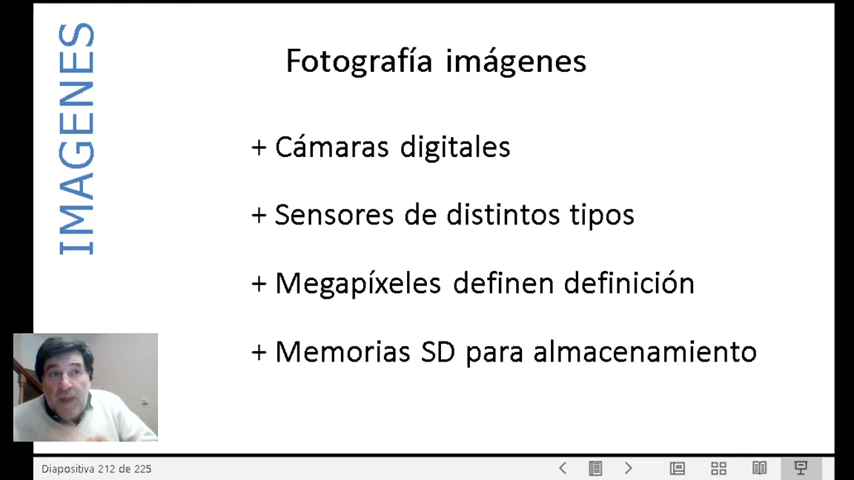 IMAGENES
Fotografía imágenes
+ Cámaras digitales
+ Sensores de distintos tipos
+ Megapíxeles definen definición
+ Memorias SD para almacenamiento
Diapositiva 212 de 225